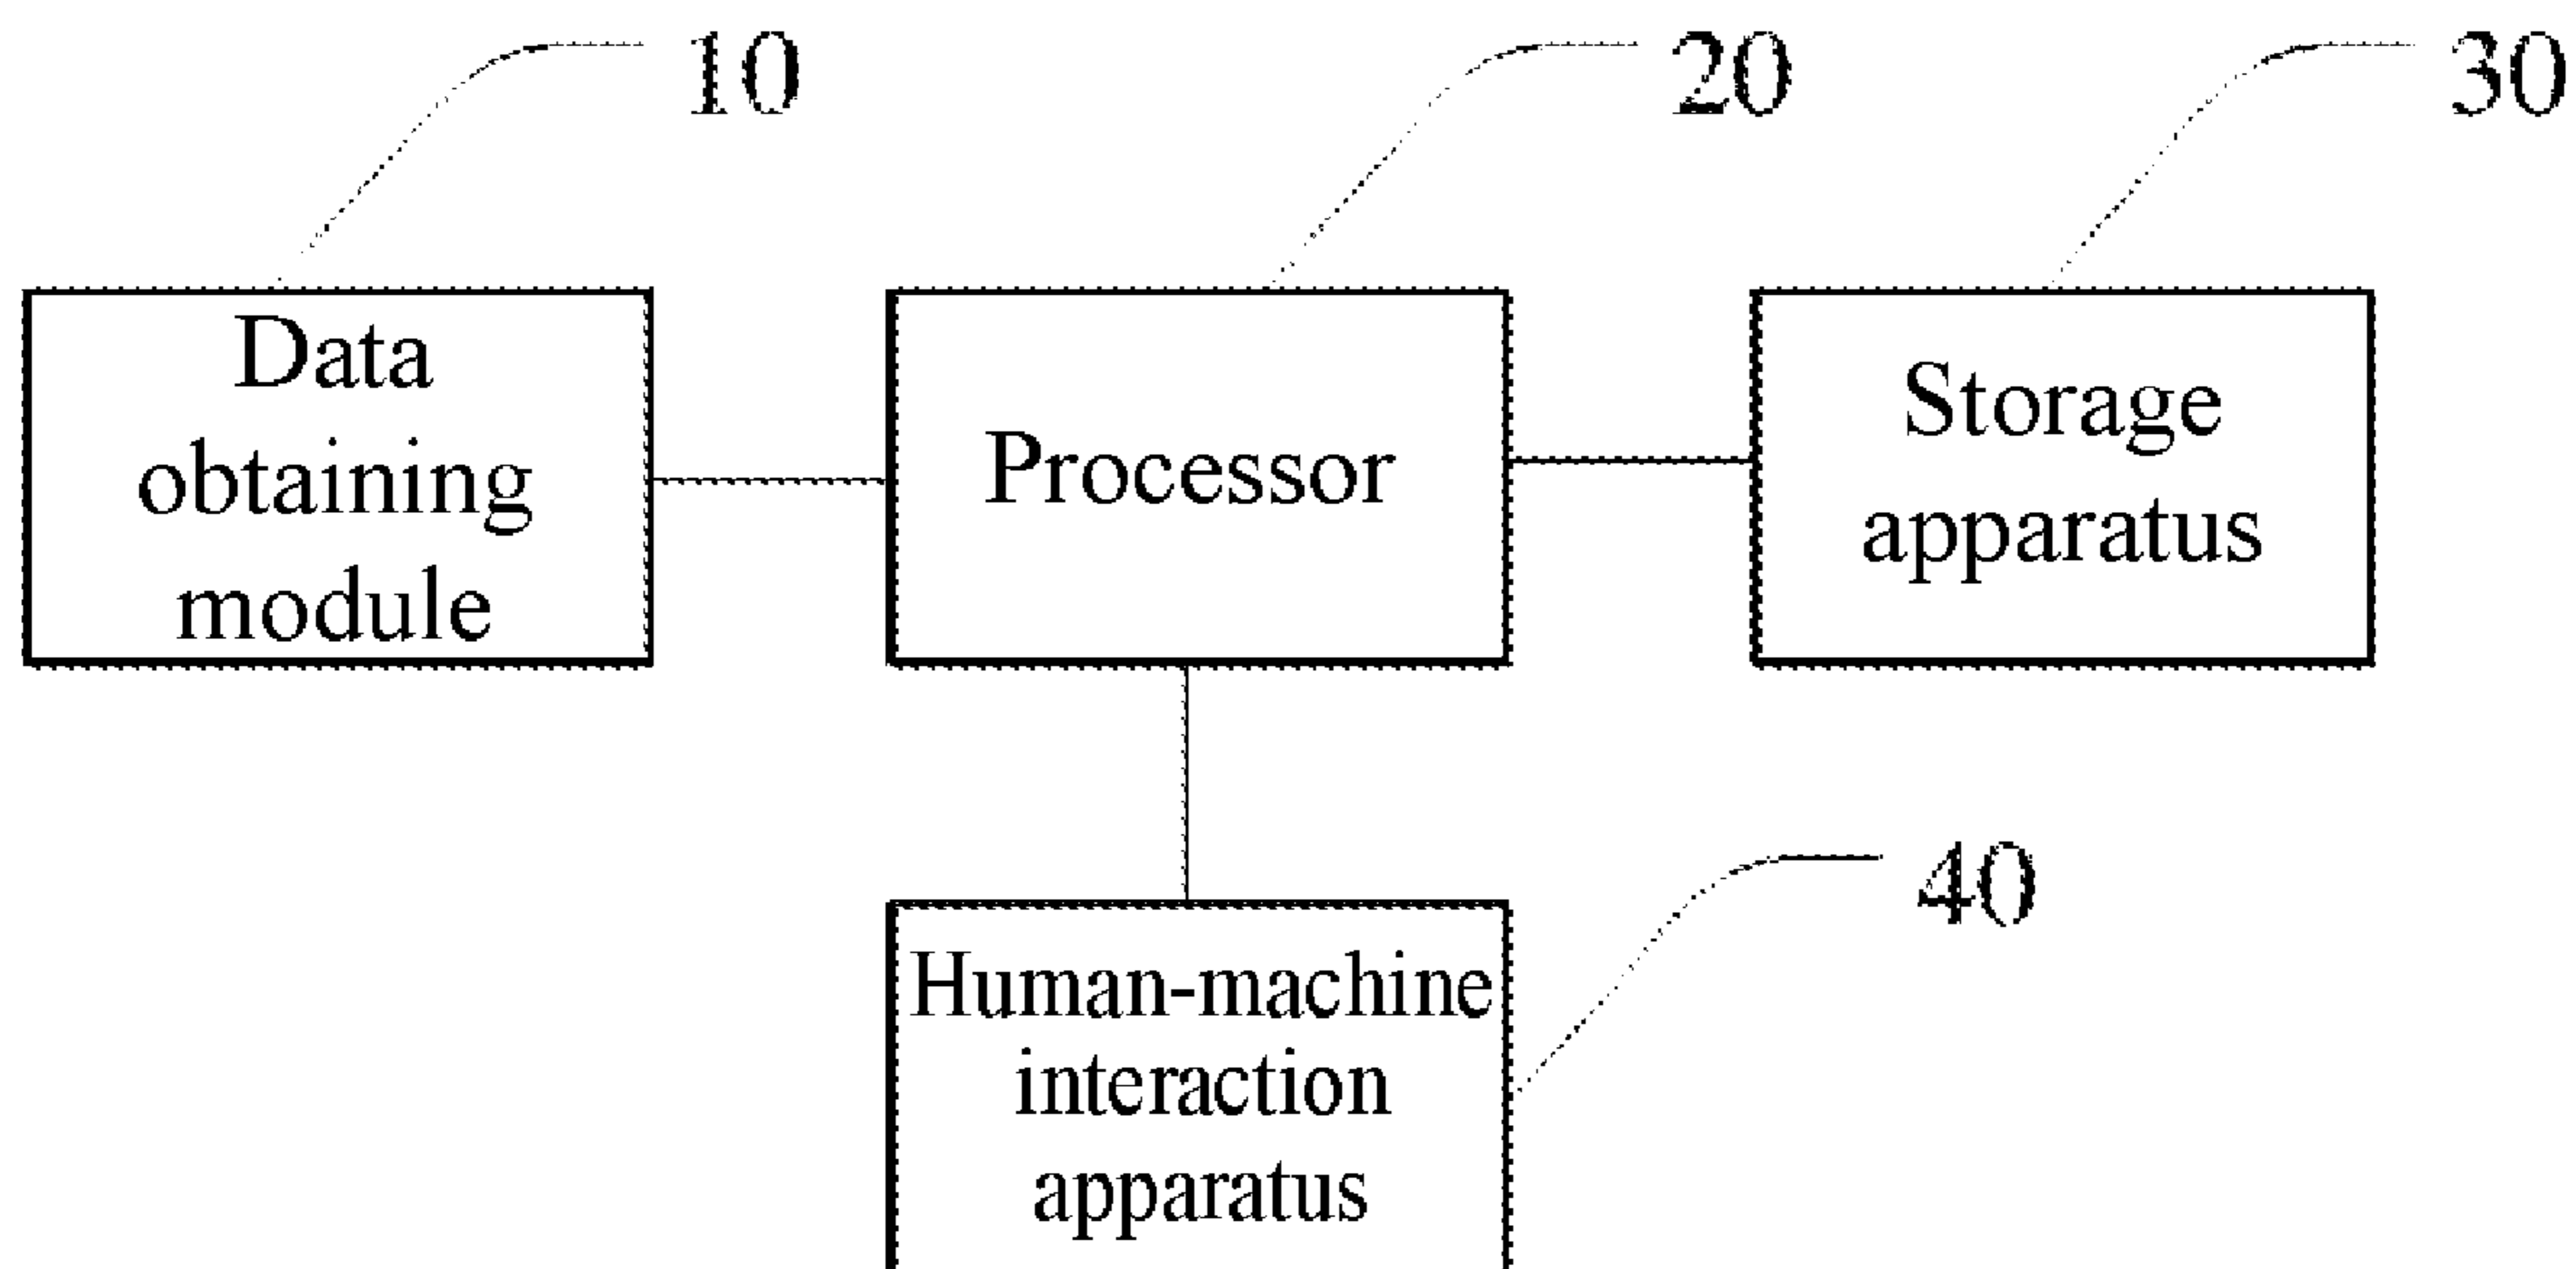 10
20
30
Data
obtaining
module
Processor
Storage
apparatus
40
Human-machine
interaction
apparatus